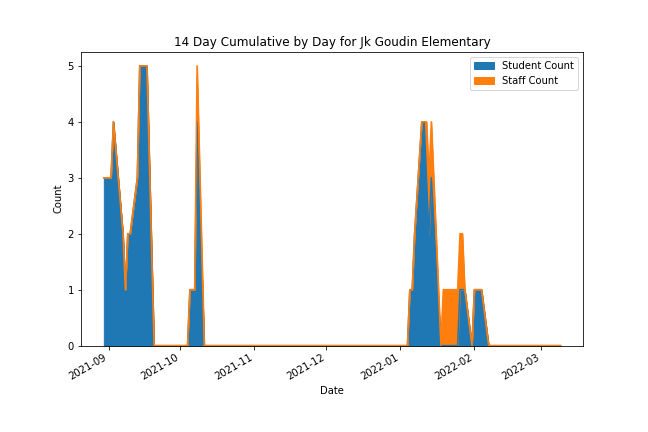 14 Day Cumulative by Day for Jk Goudin Elementary
Student Count
Staff Count
Count
5
4
3
2
1
0
2021-09
2021-10
2021-11
2021-12
2022-01
2022-02
2022-03
Date